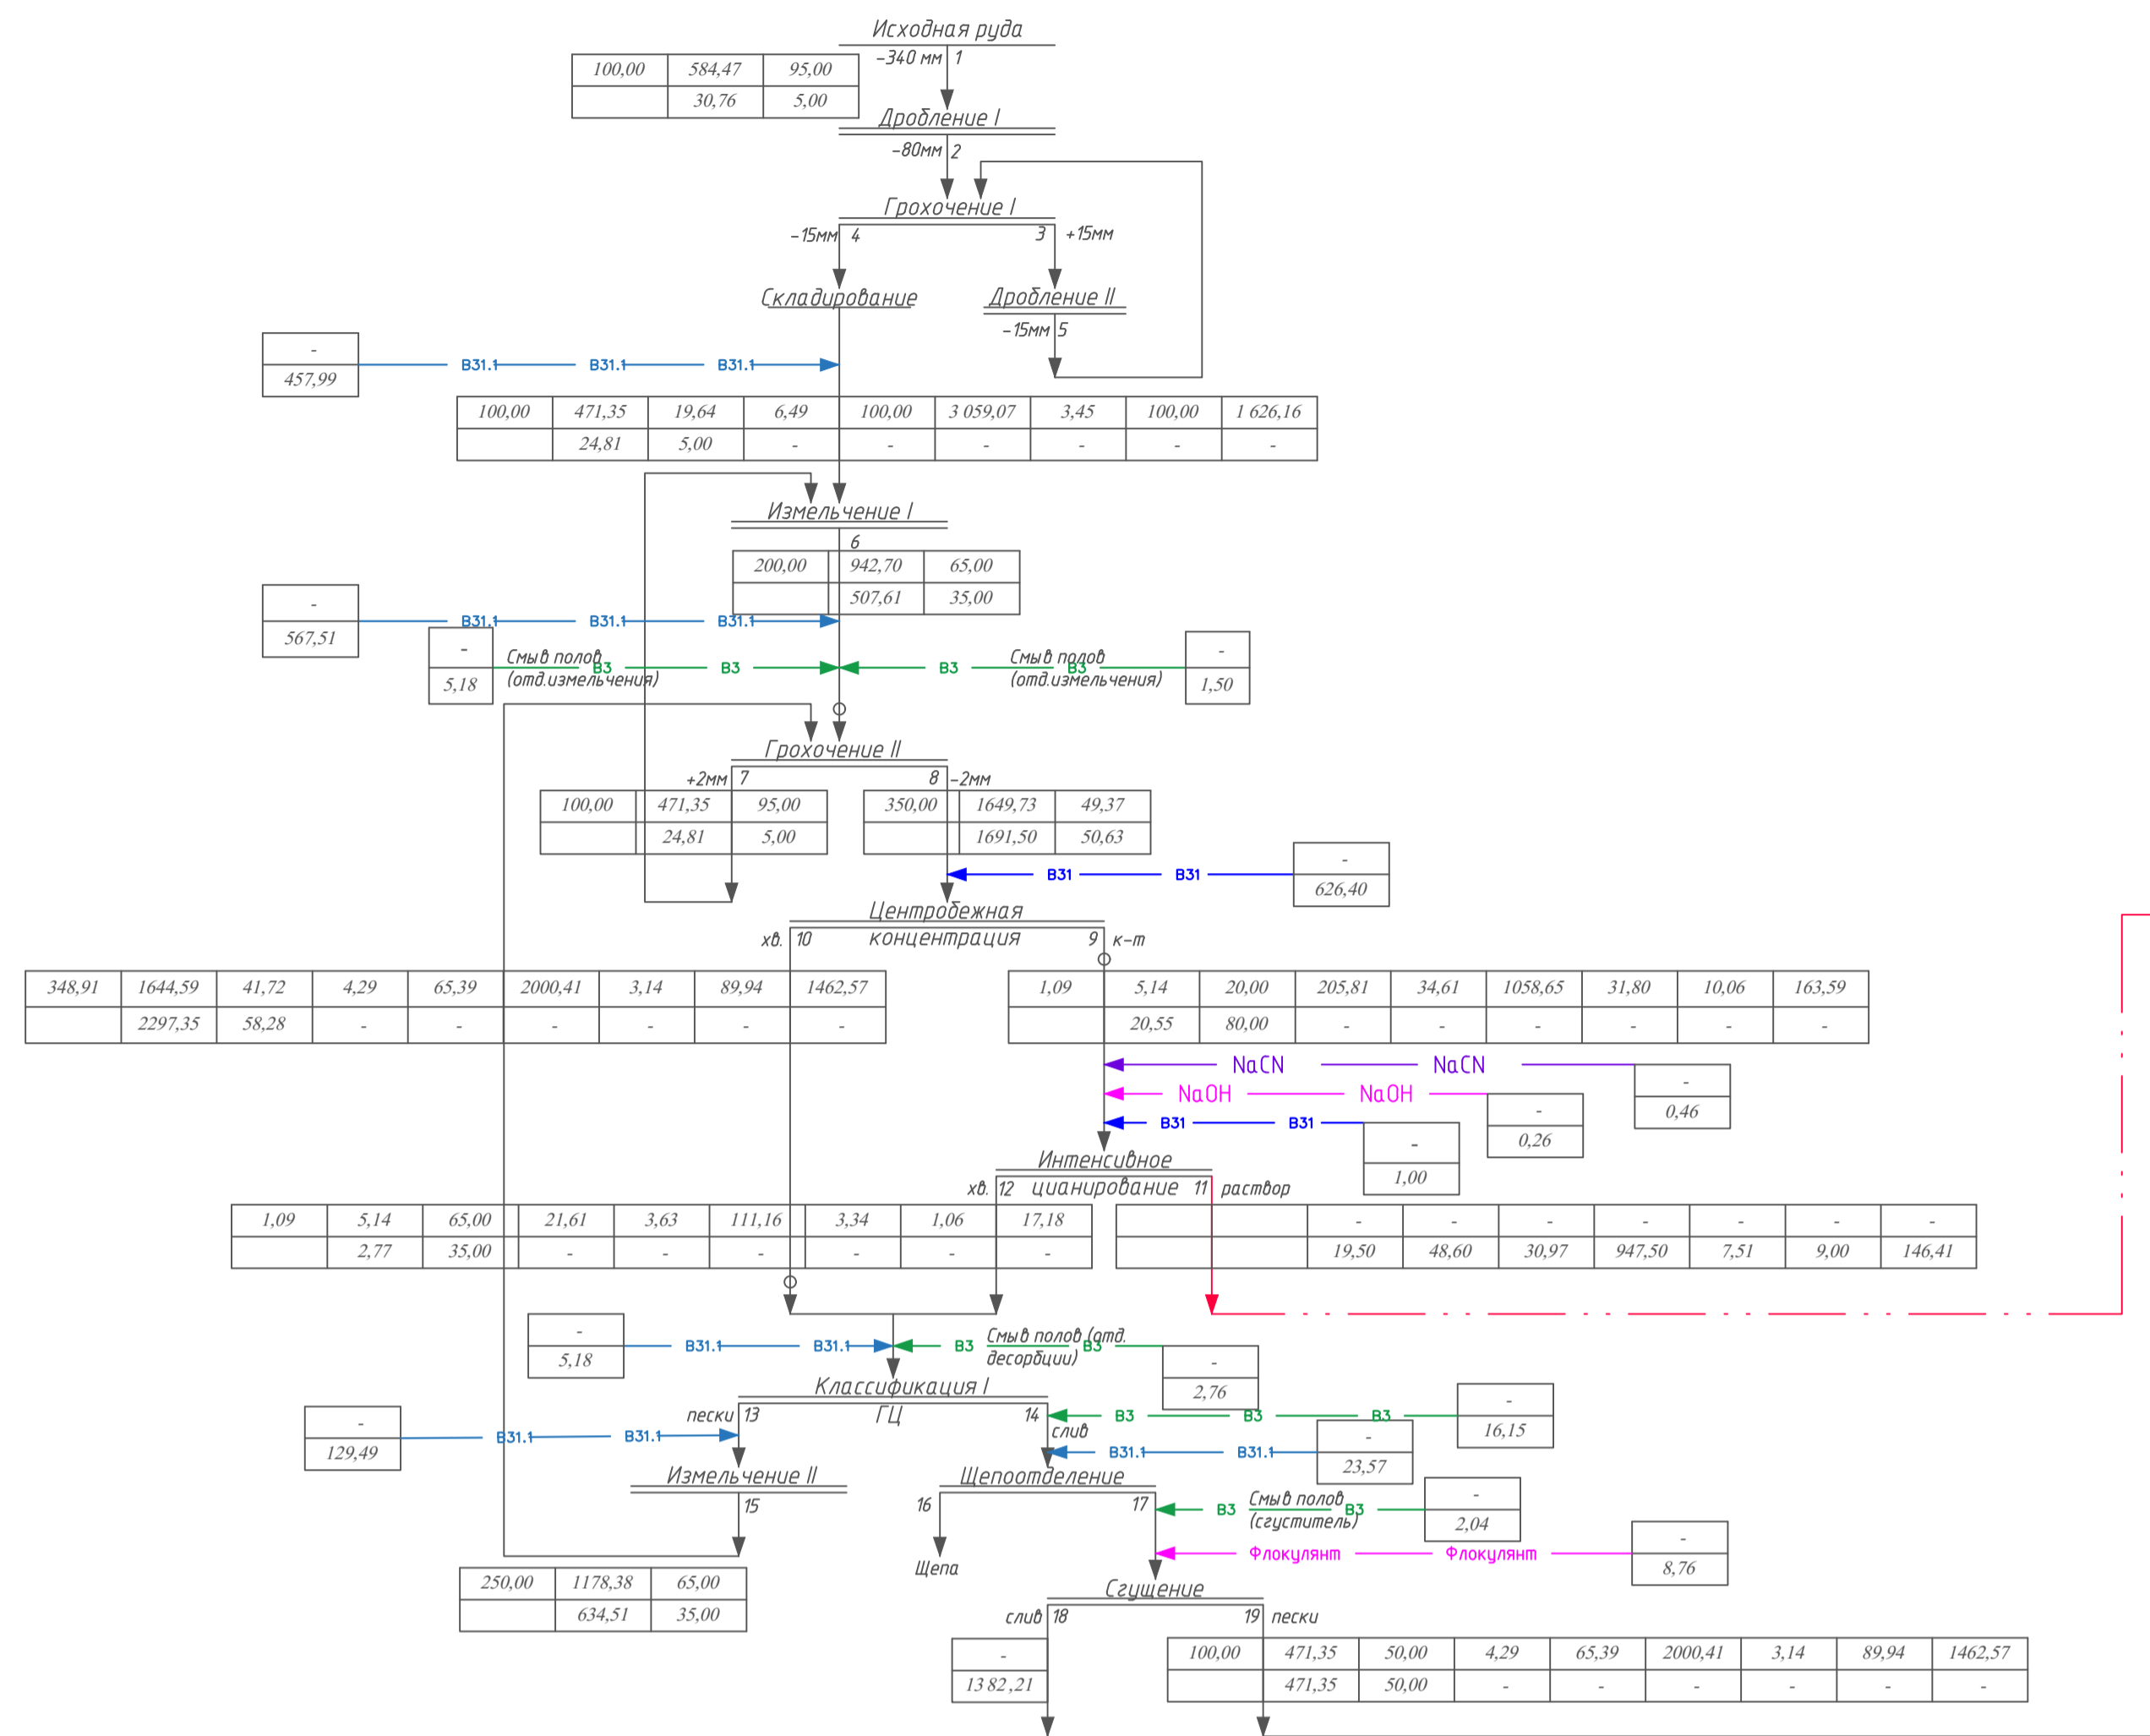 Исходная руда
-340 мм 1
100,00 584,47 95,00
30,76 5,00
Дробление I
-80мм 2
Грохочение I
-15мм 4 3 +15мм
Складирование Дробление II
-15мм 5
-
457,99
В31.1 В31.1 В31.1
100,00 471,35 19,64 6,49 100,00 3 059,07 3,45 100,00 1 626,16
24,81 5,00 - - - - - -
Измельчение I
6
200,00 942,70 65,00
507,61 35,00
-
567,51
В31.1 В31.1 В31.1
-
5,18
Смыв полов
(отд.измельчения)
В3 В3
В3 В3
Смыв полов
(отд.измельчения)
-
1,50
Грохочение II
+2мм 7 8 -2мм
100,00 471,35 95,00
24,81 5,00
350,00 1649,73 49,37
1691,50 50,63
В31 В31
-
626,40
Центробежная
хв. 10 концентрация 9 к-т
348,91 1644,59 41,72 4,29 65,39 2000,41 3,14 89,94 1462,57
2297,35 58,28 - - - - - -
1,09 5,14 20,00 205,81 34,61 1058,65 31,80 10,06 163,59
20,55 80,00 - - - - - -
NaCN NaCN
-
0,46
NaOH NaOH
-
0,26
В31 В31
-
1,00
Интенсивное
хв. 12 цианирование 11 раствор
1,09 5,14 65,00 21,61 3,63 111,16 3,34 1,06 17,18
2,77 35,00 - - - - - -
- - - - - - -
19,50 48,60 30,97 947,50 7,51 9,00 146,41
-
5,18
В31.1 В31.1
В3 В3
Смыв полов (отд.
десорбции)
-
2,76
Классификация I
пески 13 ГЦ 14
слив
-
129,49
В31.1 В31.1
В3 В3 В3
-
16,15
В31.1 В31.1
-
23,57
Измельчение II Щепоотделение
15 16 17
В3 В3
Смыв полов
(сгуститель)
-
2,04
Флокулянт Флокулянт
-
8,76
Щепа
250,00 1178,38 65,00
634,51 35,00
Сгущение
слив 18 19 пески
-
13 82 ,21
100,00 471,35 50,00 4,29 65,39 2000,41 3,14 89,94 1462,57
471,35 50,00 - - - - - -